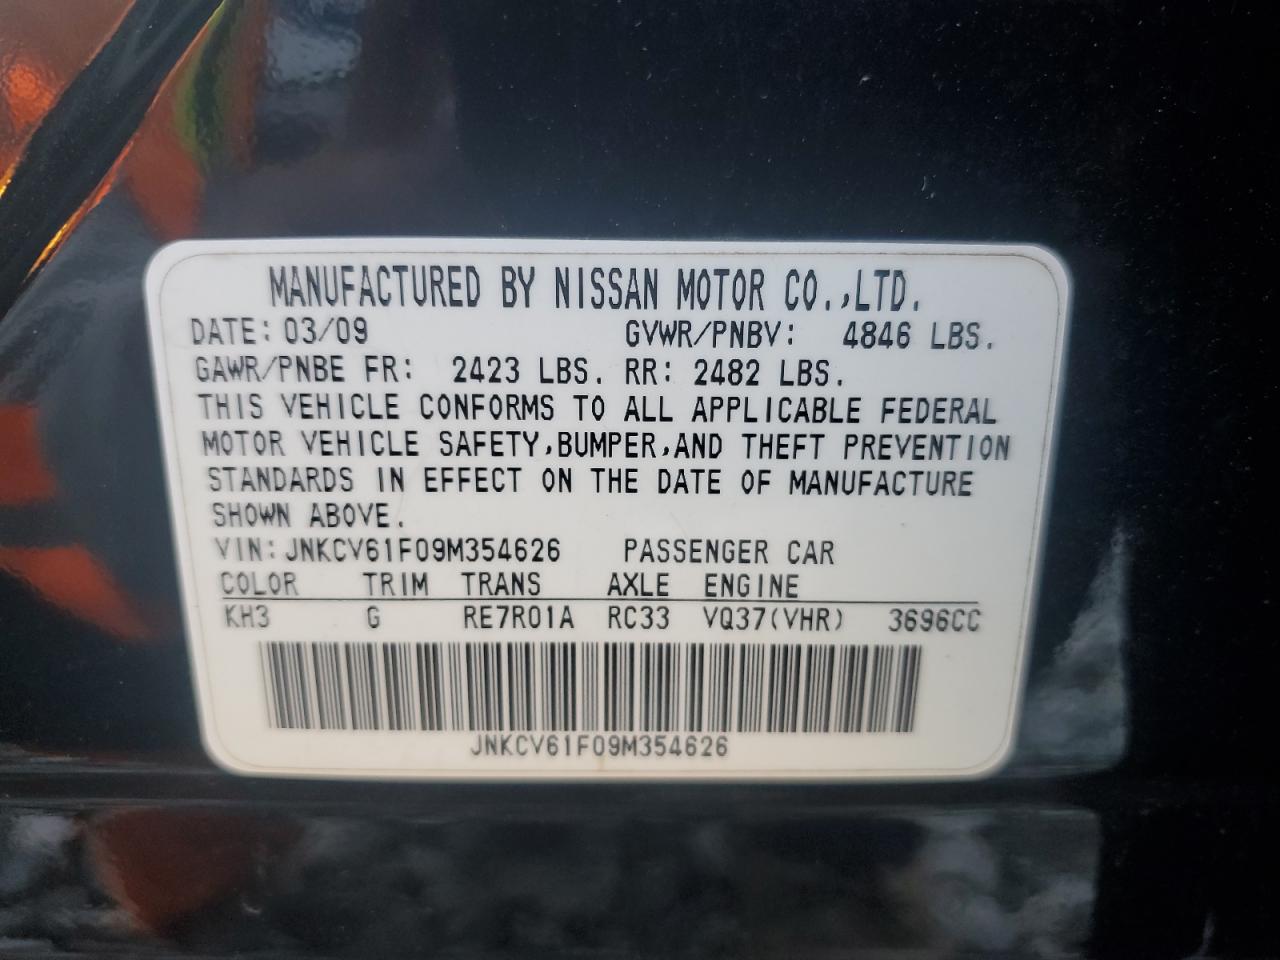 MANUFACTURED BY NISSAN MOTOR CO.,LTD.
DATE: 03/09 GVWR/PNBV: 4846 LBS.
GAWR/PNBE FR: 2423 LBS. RR: 2482 LBS.
THIS VEHICLE CONFORMS TO ALL APPLICABLE FEDERAL
MOTOR VEHICLE SAFETY,BUMPER,AND THEFT PREVENTION
STANDARDS IN EFFECT ON THE DATE OF MANUFACTURE
SHOWN ABOVE.
VIN: JNKCV61F09M354626 PASSENGER CAR
COLOR TRIM TRANS AXLE ENGINE
KH3 G RE7R01A RC33 VQ37(VHR) 3696CC
JNKCV61F09M354626